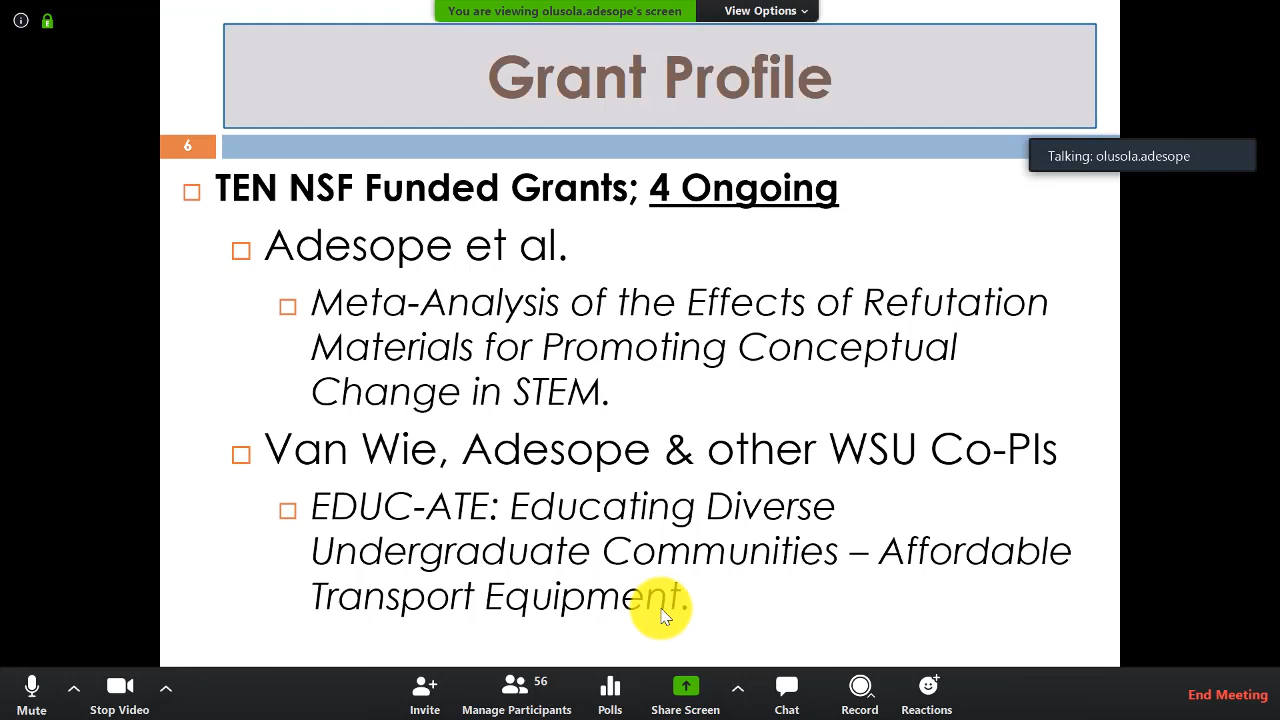 You are viewing olusola.adesope's screen
View Options
Grant Profile
6
Talking: olusola.adesope
TEN NSF Funded Grants; 4 Ongoing
Adesope et al.
Meta-Analysis of the Effects of Refutation
Materials for Promoting Conceptual
Change in STEM.
Van Wie, Adesope & other WSU Co-PIs
EDUC-ATE: Educating Diverse
Undergraduate Communities – Affordable
Transport Equipment.
56
Mute
Stop Video
Invite
Manage Participants
Polls
Share Screen
Chat
Record
Reactions
End Meeting